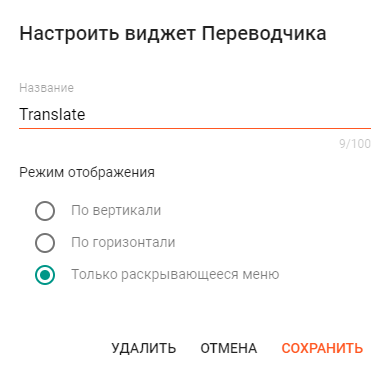 Настроить виджет Переводчика
Название
Translate
9/100
Режим отображения
По вертикали
По горизонтали
Только раскрывающееся меню
УДАЛИТЬ ОТМЕНА СОХРАНИТЬ